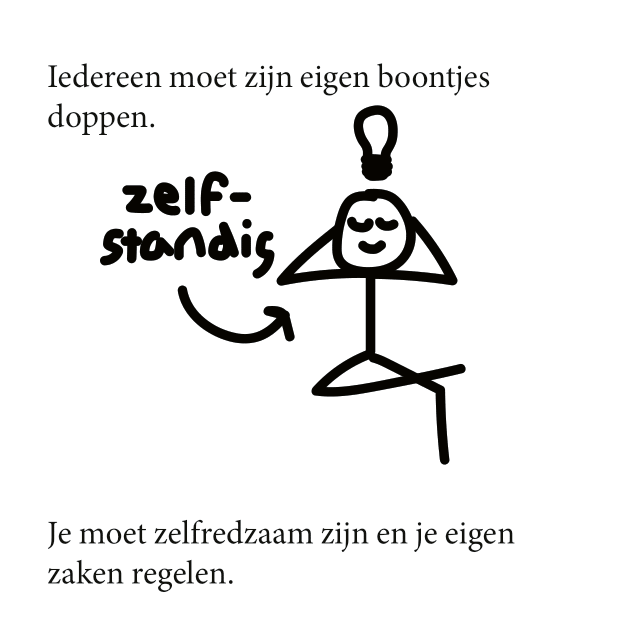 Iedereen moet zijn eigen boontjes
doppen.
zelf-
standig
Je moet zelfredzaam zijn en je eigen
zaken regelen.